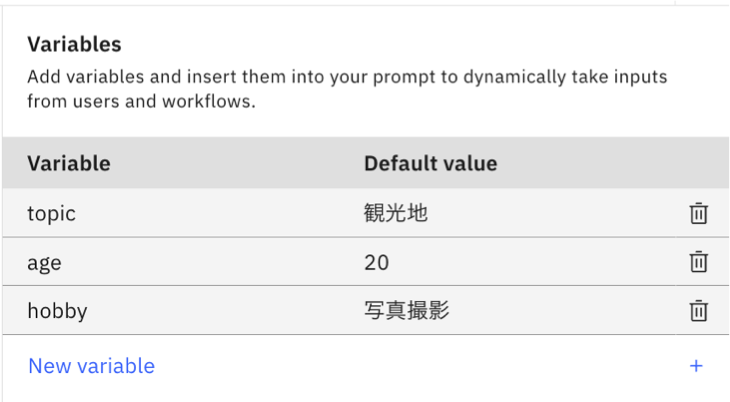 Variables
Add variables and insert them into your prompt to dynamically take inputs
from users and workflows.
Variable Default value
topic 観光地
age 20
hobby 写真撮影
New variable +